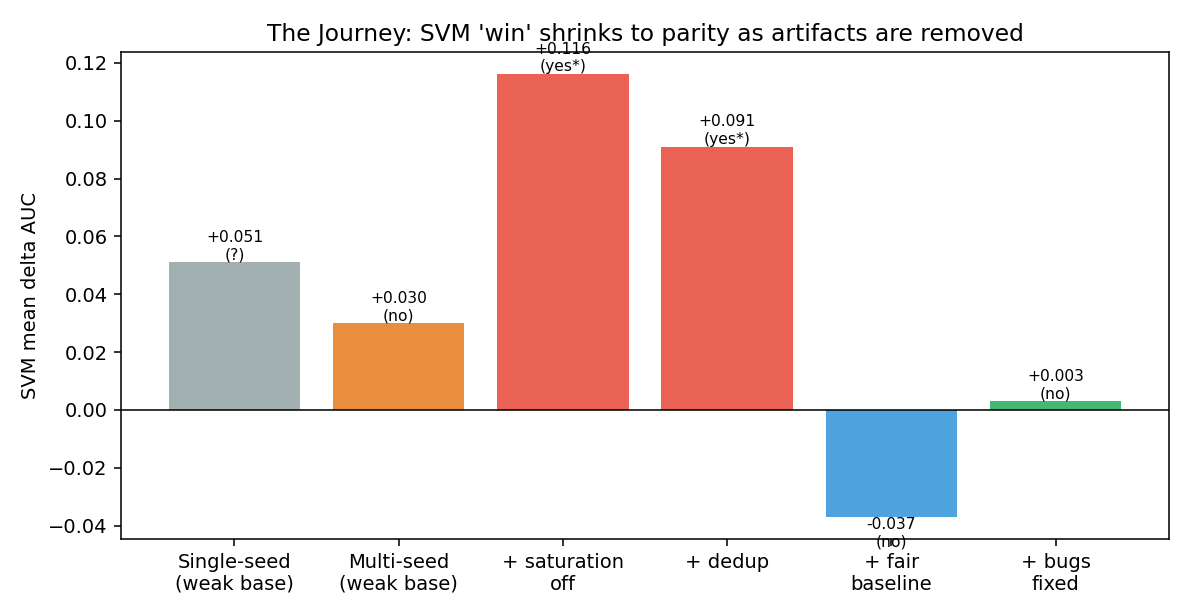 The Journey: SVM 'win' shrinks to parity as artifacts are removed
SVM mean delta AUC
0.12
0.10
0.08
0.06
0.04
0.02
0.00
−0.02
−0.04
+0.051
(?)
+0.030
(no)
+0.116
(yes*)
+0.091
(yes*)
-0.037
(no)
+0.003
(no)
Single-seed
(weak base)
Multi-seed
(weak base)
+ saturation
off
+ dedup
+ fair
baseline
+ bugs
fixed